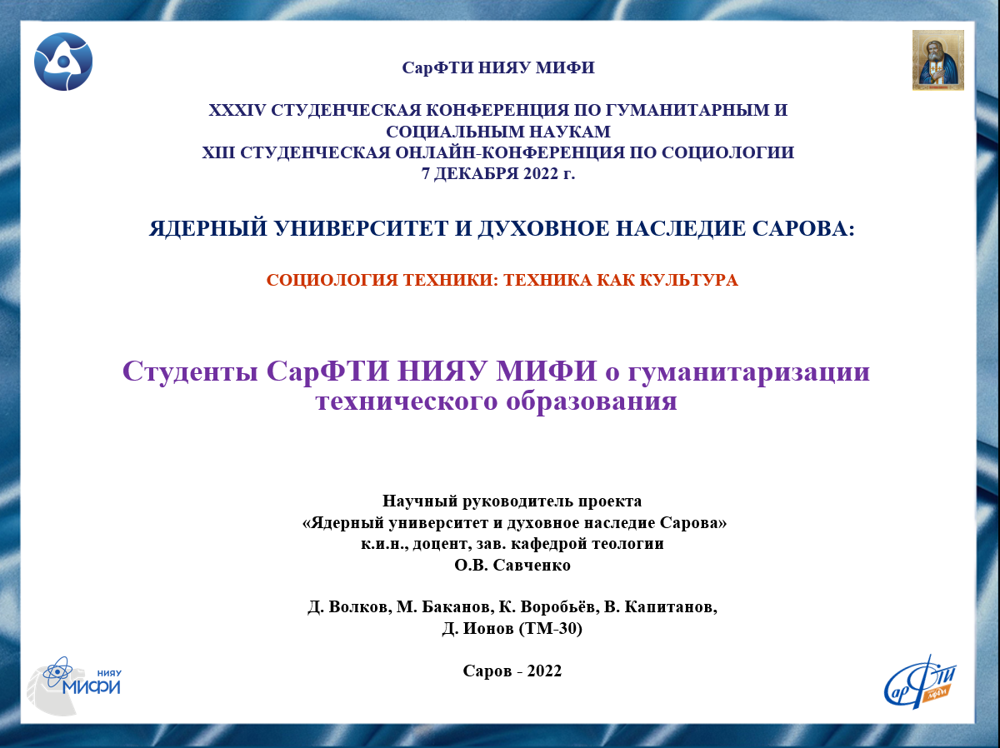 СарФТИ НИЯУ МИФИ
XXXIV СТУДЕНЧЕСКАЯ КОНФЕРЕНЦИЯ ПО ГУМАНИТАРНЫМ И
СОЦИАЛЬНЫМ НАУКАМ
XIII СТУДЕНЧЕСКАЯ ОНЛАЙН-КОНФЕРЕНЦИЯ ПО СОЦИОЛОГИИ
7 ДЕКАБРЯ 2022 г.
ЯДЕРНЫЙ УНИВЕРСИТЕТ И ДУХОВНОЕ НАСЛЕДИЕ САРОВА:
СОЦИОЛОГИЯ ТЕХНИКИ: ТЕХНИКА КАК КУЛЬТУРА
Студенты СарФТИ НИЯУ МИФИ о гуманитаризации
технического образования
Научный руководитель проекта
«Ядерный университет и духовное наследие Сарова»
к.и.н., доцент, зав. кафедрой теологии
О.В. Савченко
Д. Волков, М. Баканов, К. Воробьёв, В. Капитанов,
Д. Ионов (ТМ-30)
Саров - 2022
НИЯУ
МИФИ
СарФТИ
МИФИ